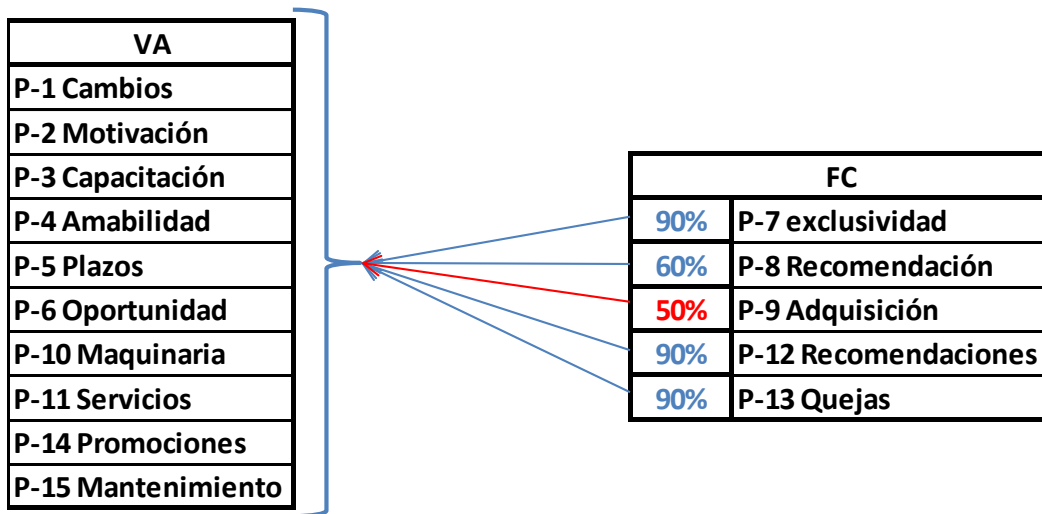 VA
P-1 Cambios
P-2 Motivación
P-3 Capacitación
P-4 Amabilidad
P-5 Plazos
P-6 Oportunidad
P-10 Maquinaria
P-11 Servicios
P-14 Promociones
P-15 Mantenimiento
FC
90% P-7 exclusividad
60% P-8 Recomendación
50% P-9 Adquisición
90% P-12 Recomendaciones
90% P-13 Quejas